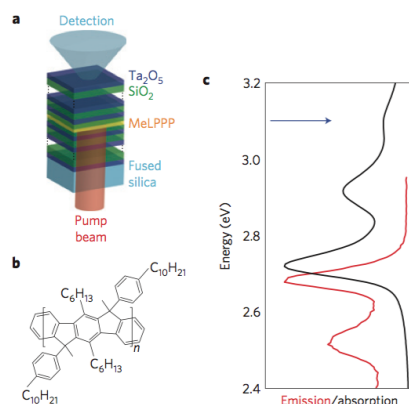 a
Detection
Ta2O5
SiO2
MeLPPP
Fused
silica
Pump
beam
b
C10H21
C6H13
n
C6H13
C10H21
c
3.2
3.0
2.8
2.6
2.4
Energy (eV)
Emission/absorption